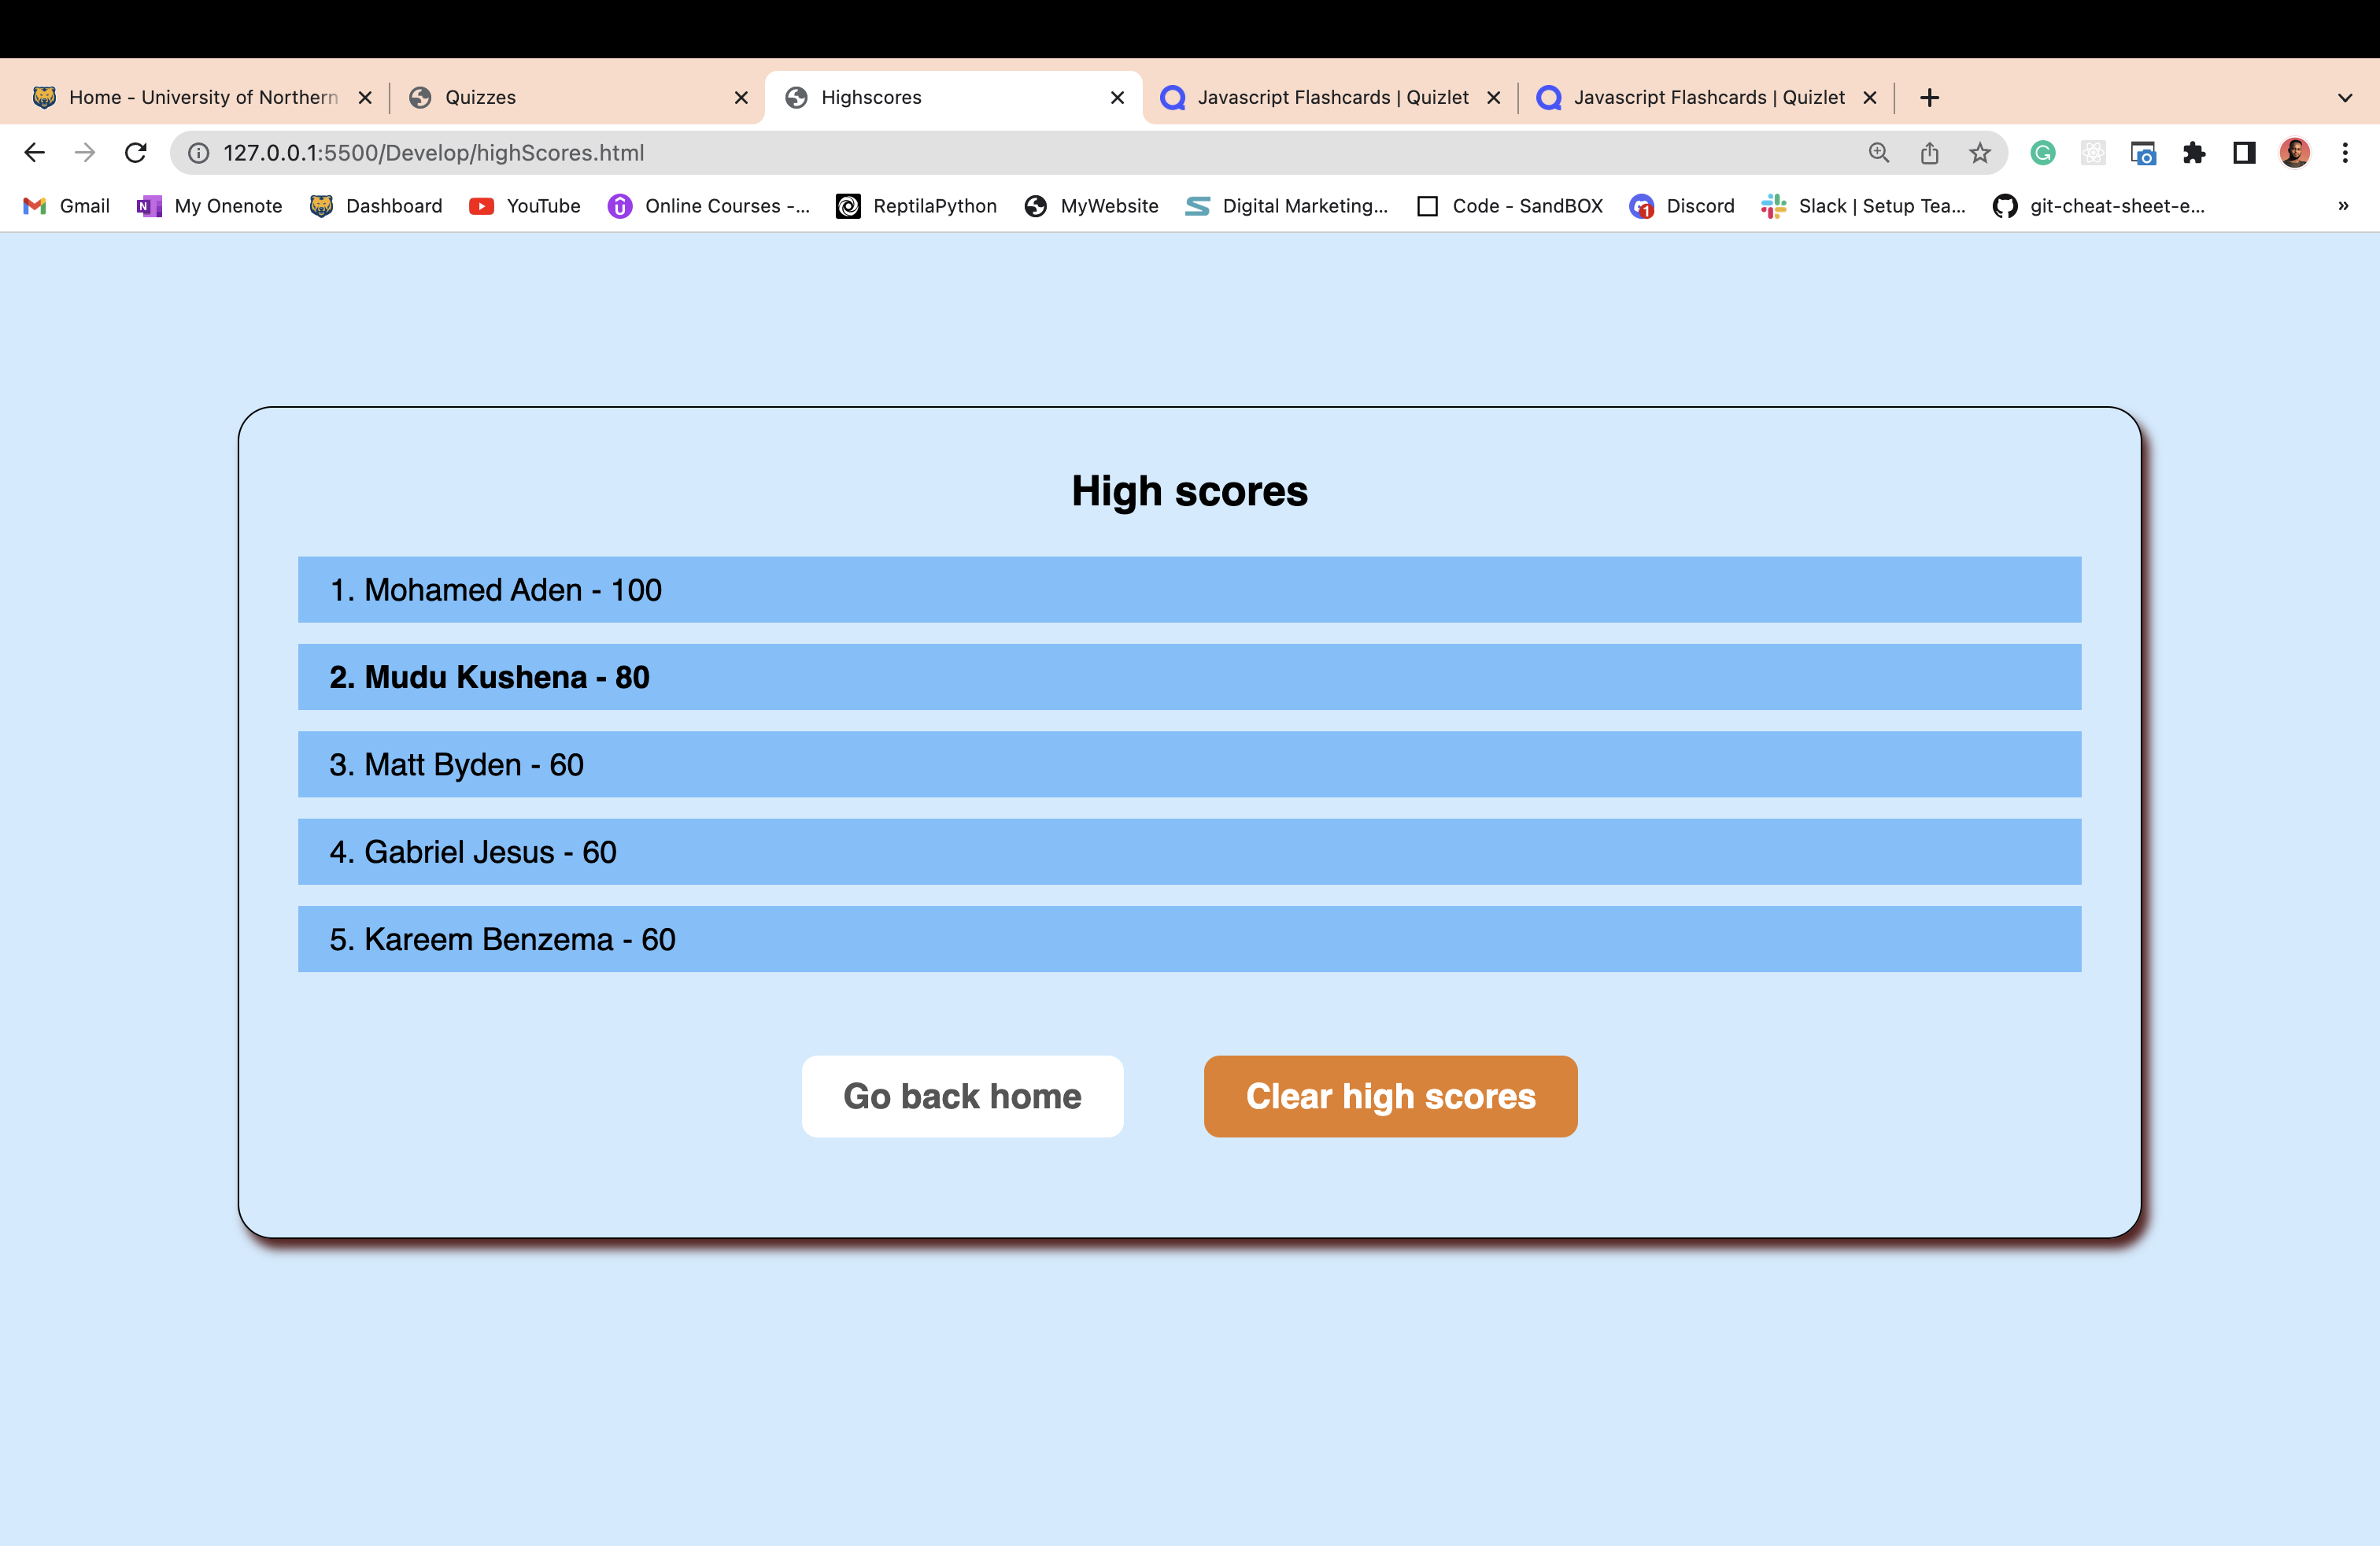 Home - University of Northern
Quizzes
Highscores
Javascript Flashcards | Quizlet
Javascript Flashcards | Quizlet
127.0.0.1:5500/Develop/highScores.html
Gmail
My Onenote
Dashboard
YouTube
Online Courses -...
ReptilaPython
MyWebsite
Digital Marketing...
Code - SandBOX
Discord
Slack | Setup Tea...
git-cheat-sheet-e...
High scores
1. Mohamed Aden - 100
2. Mudu Kushena - 80
3. Matt Byden - 60
4. Gabriel Jesus - 60
5. Kareem Benzema - 60
Go back home
Clear high scores